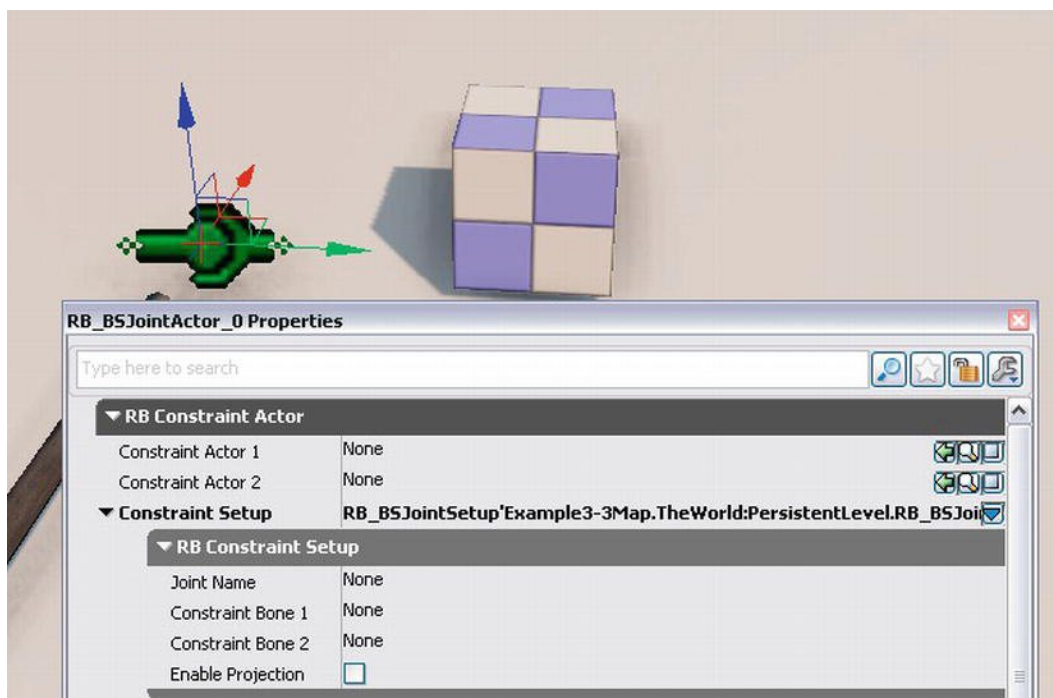 RB_BSJointActor_0 Properties
Type here to search
RB Constraint Actor
Constraint Actor 1 None
Constraint Actor 2 None
Constraint Setup RB_BSJointSetup'Example3-3Map.TheWorld:PersistentLevel.RB_BSJoi
RB Constraint Setup
Joint Name None
Constraint Bone 1 None
Constraint Bone 2 None
Enable Projection